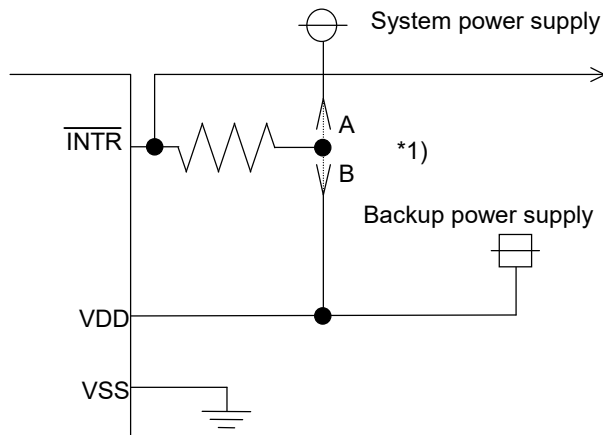 System power supply
A
INTR
*1)
B
Backup power supply
VDD
VSS